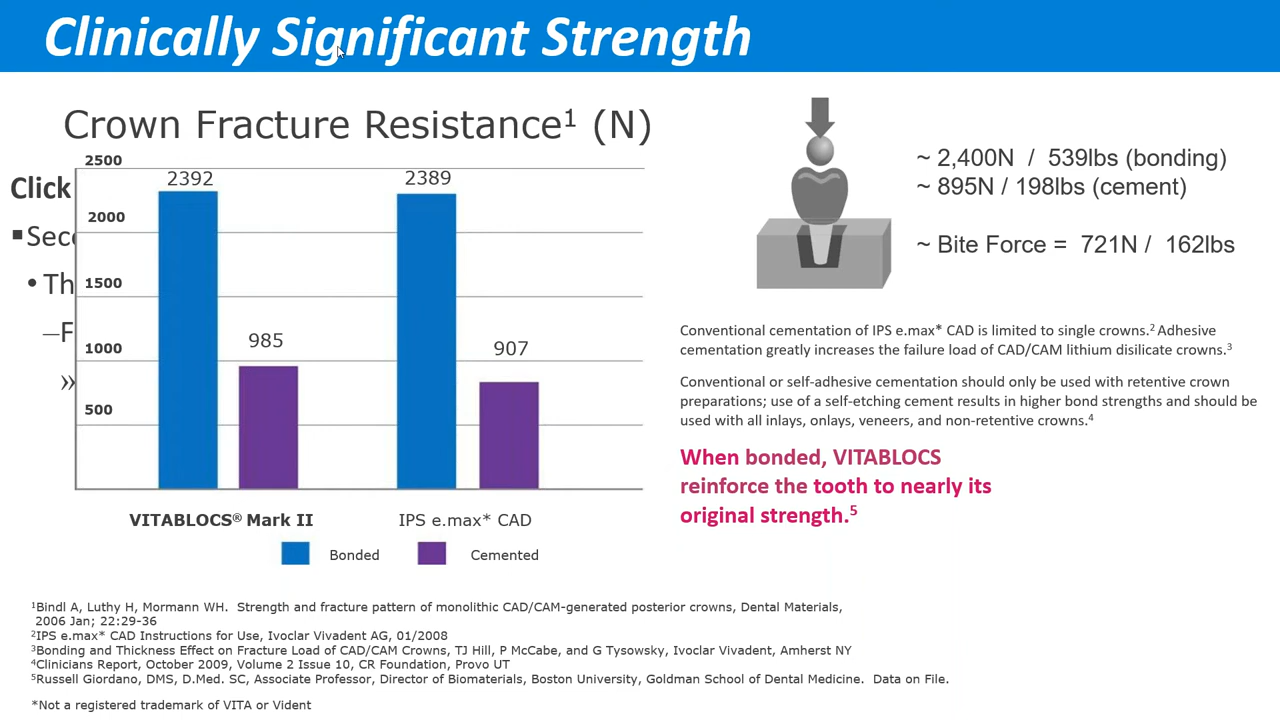 Clinically Significant Strength
Crown Fracture Resistance¹ (N)
2500
2392
2389
Click
2000
1500
1000
985
907
500
VITABLOCS® Mark II
IPS e.max* CAD
Bonded
Cemented
~ 2,400N / 539lbs (bonding)
~ 895N / 198lbs (cement)
~ Bite Force = 721N / 162lbs
Conventional cementation of IPS e.max* CAD is limited to single crowns.² Adhesive
cementation greatly increases the failure load of CAD/CAM lithium disilicate crowns.³
Conventional or self-adhesive cementation should only be used with retentive crown
preparations; use of a self-etching cement results in higher bond strengths and should be
used with all inlays, onlays, veneers, and non-retentive crowns.⁴
When bonded, VITABLOCS
reinforce the tooth to nearly its
original strength.⁵
¹Bindl A, Luthy H, Mormann WH. Strength and fracture pattern of monolithic CAD/CAM-generated posterior crowns, Dental Materials,
2006 Jan; 22:29-36
²IPS e.max* CAD Instructions for Use, Ivoclar Vivadent AG, 01/2008
³Bonding and Thickness Effect on Fracture Load of CAD/CAM Crowns, TJ Hill, P McCabe, and G Tysowsky, Ivoclar Vivadent, Amherst NY
⁴Clinicians Report, October 2009, Volume 2 Issue 10, CR Foundation, Provo UT
⁵Russell Giordano, DMS, D.Med. SC, Associate Professor, Director of Biomaterials, Boston University, Goldman School of Dental Medicine. Data on File.
*Not a registered trademark of VITA or Vident